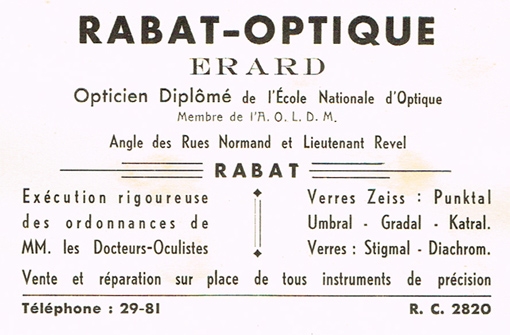 RABAT-OPTIQUE
ERARD
Opticien Diplômé de l'École Nationale d'Optique
Membre de l'A. O. L. D. M.
Angle des Rues Normand et Lieutenant Revel
RABAT
Exécution rigoureuse
des ordonnances de
MM. les Docteurs-Oculistes
Verres Zeiss : Punktal
Umbral - Gradal - Katral.
Verres : Stigmal - Diachrom.
Vente et réparation sur place de tous instruments de précision
Téléphone : 29-81
R. C. 2820